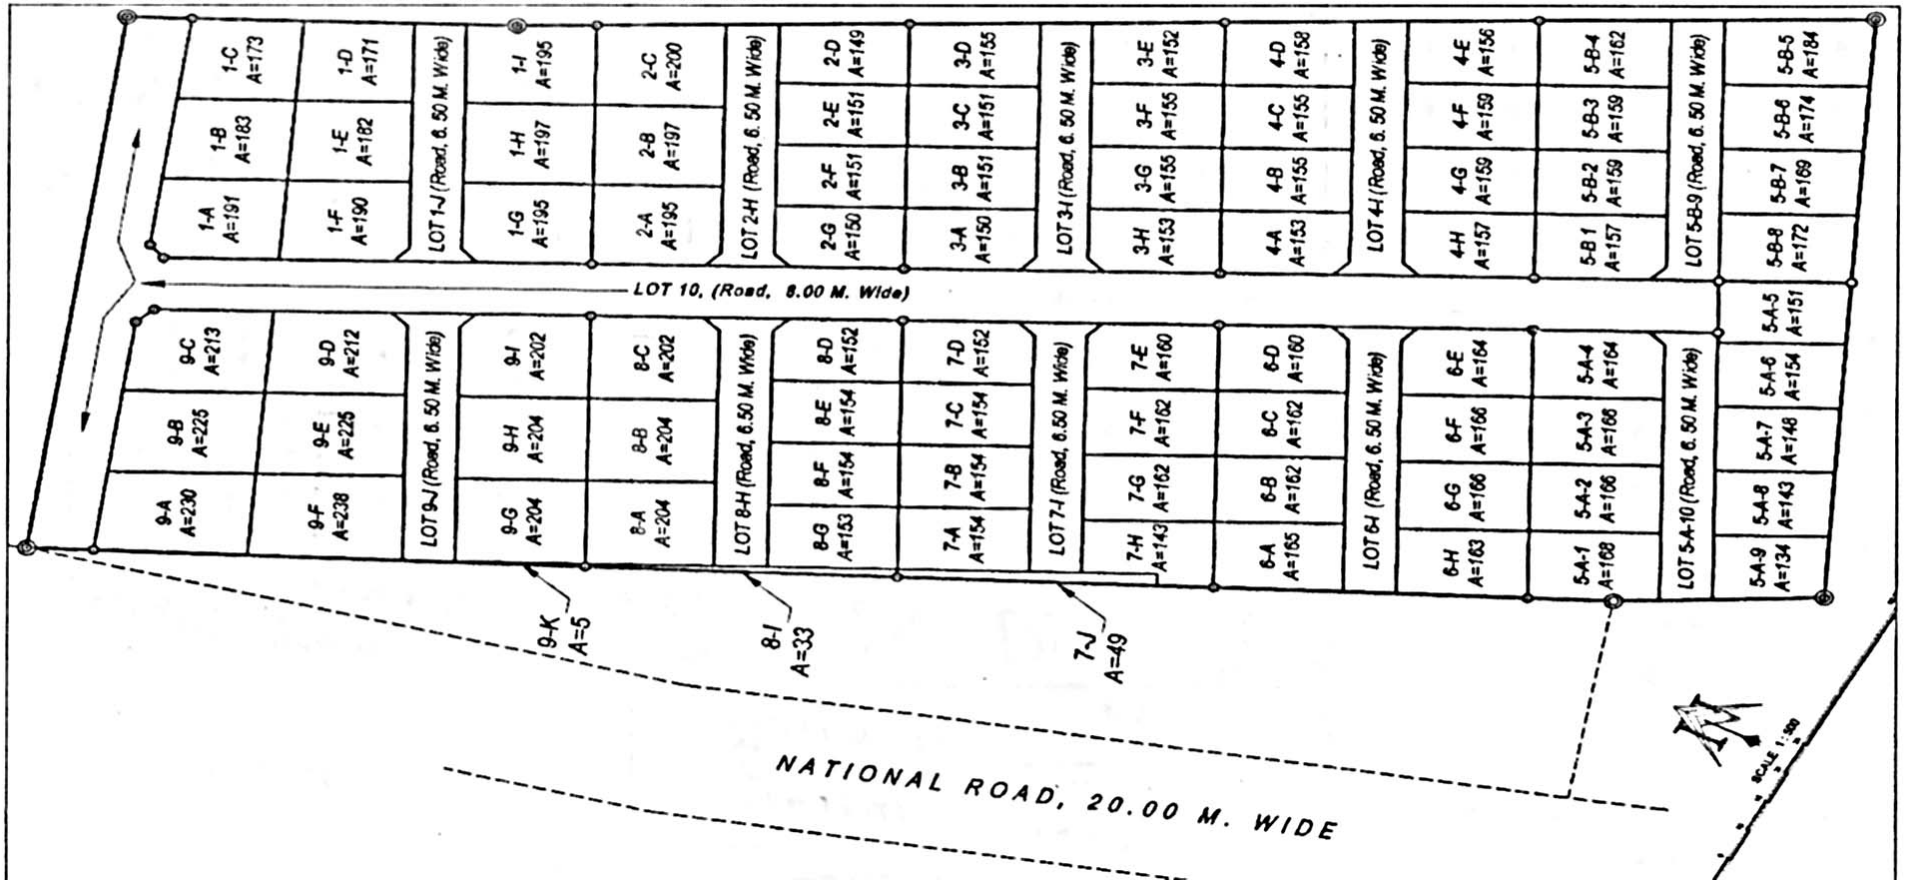 1-C
A=173
1-D
A=171
LOT 1-J (Road, 6.50 M. Wide)
1-I
A=195
2-C
A=200
LOT 2-H (Road, 6.50 M. Wide)
2-D
A=149
3-D
A=155
LOT 3-I (Road, 6.50 M. Wide)
3-E
A=152
4-D
A=158
LOT 4-I (Road, 6.50 M. Wide)
4-E
A=156
5-B-4
A=162
LOT 5-B-9 (Road, 6.50 M. Wide)
5-B-5
A=184
1-B
A=183
1-E
A=182
1-H
A=197
2-B
A=197
2-E
A=151
3-C
A=151
3-F
A=155
4-C
A=155
4-F
A=159
5-B-3
A=159
5-B-6
A=174
2-F
A=151
3-B
A=151
3-G
A=155
4-B
A=155
4-G
A=159
5-B-2
A=159
5-B-7
A=169
1-A
A=191
1-F
A=190
1-G
A=195
2-A
A=195
2-G
A=150
3-A
A=150
3-H
A=153
4-A
A=153
4-H
A=157
5-B 1
A=157
5-B-8
A=172
LOT 10, (Road, 8.00 M. Wide)
5-A-5
A=151
9-C
A=213
9-D
A=212
LOT 9-J (Road, 6.50 M. Wide)
9-I
A=202
8-C
A=202
LOT 8-H (Road, 6.50 M. Wide)
8-D
A=152
7-D
A=152
LOT 7-I (Road, 6.50 M. Wide)
7-E
A=160
6-D
A=160
LOT 6-I (Road, 6.50 M. Wide)
6-E
A=164
5-A-4
A=164
LOT 5-A-10 (Road, 6.50 M. Wide)
5-A-6
A=154
9-B
A=225
9-E
A=225
9-H
A=204
8-B
A=204
8-E
A=154
7-C
A=154
7-F
A=162
6-C
A=162
6-F
A=166
5-A-3
A=166
5-A-7
A=148
8-F
A=154
7-B
A=154
7-G
A=162
6-B
A=162
6-G
A=166
5-A-2
A=166
5-A-8
A=143
9-A
A=230
9-F
A=238
9-G
A=204
8-A
A=204
8-G
A=153
7-A
A=154
7-H
A=143
6-A
A=165
6-H
A=163
5-A-1
A=168
5-A-9
A=134
9-K
A=5
8-I
A=33
7-J
A=49
NATIONAL ROAD, 20.00 M. WIDE
SCALE 1:500